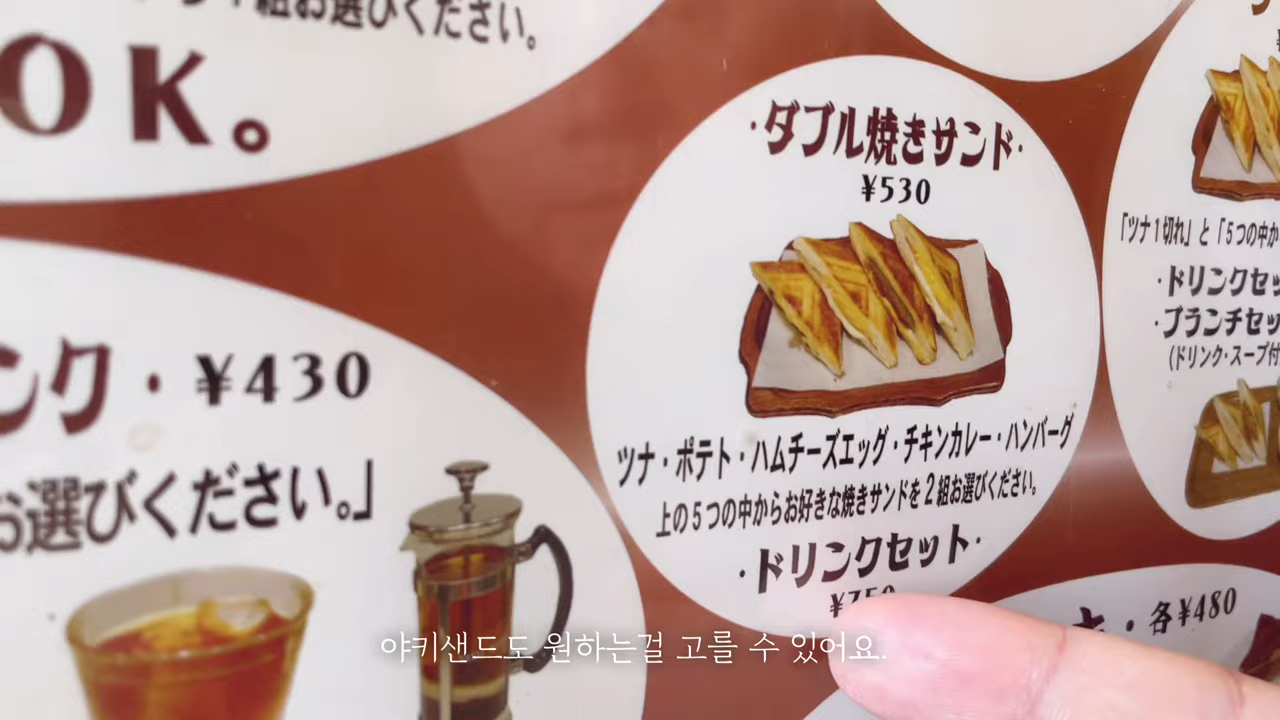 組お選びください。
OK。
ンク・¥430
お選びください。」
・ダブル焼きサンド・
¥530
ツナ・ポテト・ハムチーズエッグ・チキンカレー・ハンバーグ
上の5つの中からお好きな焼きサンドを2組お選びください。
・ドリンクセット・
¥750
「ツナ1切れ」と「5つの中か
・ドリンクセッ
・ブランチセッ
(ドリンク・スープ付
・各¥480
야키샌드도 원하는걸 고를 수 있어요.